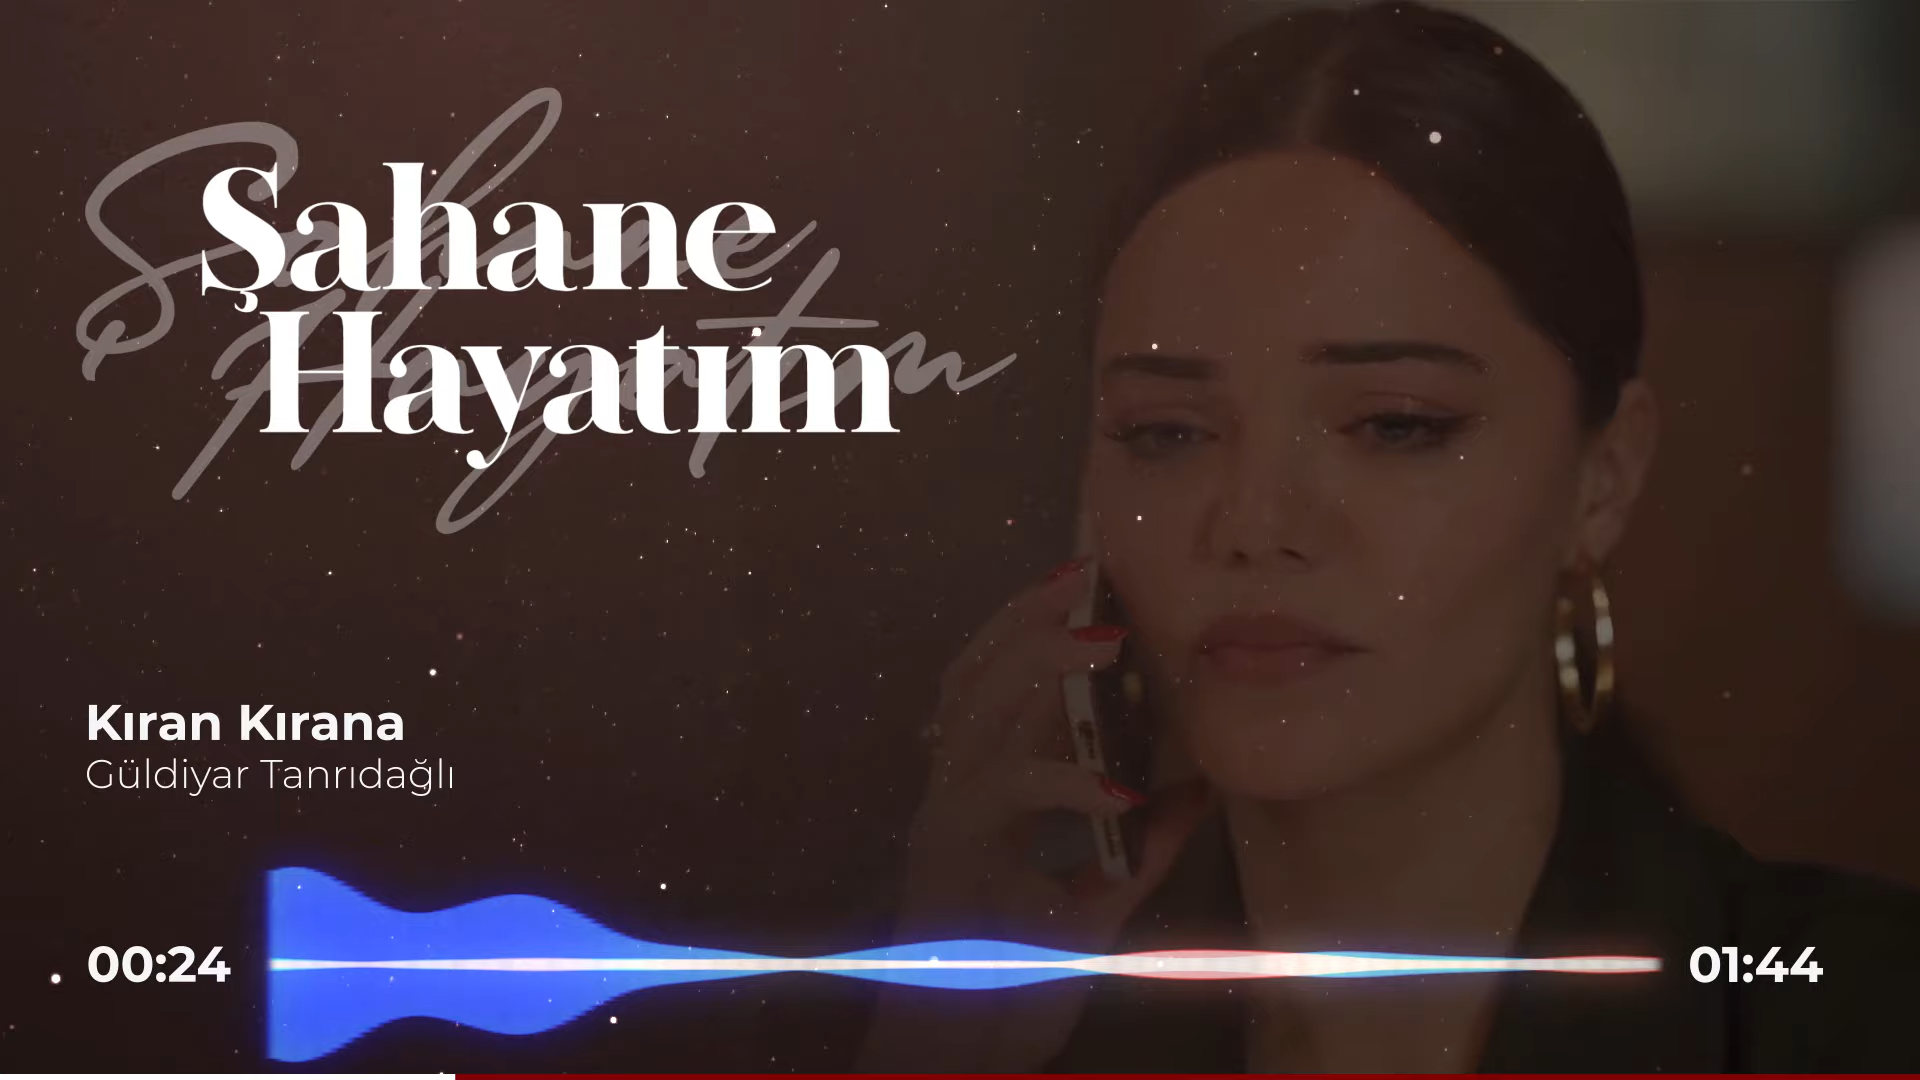 Şahane
Hayatım
Kıran Kırana
Güldiyar Tanrıdağlı
00:24
01:44